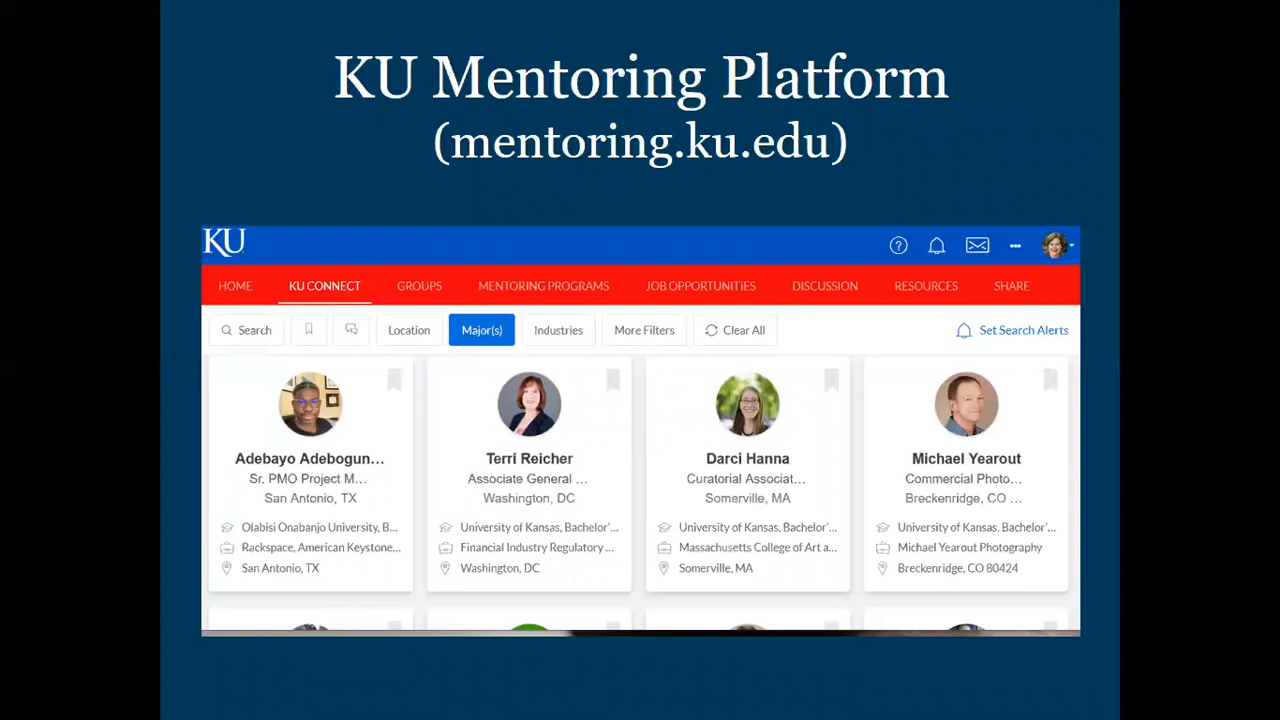 KU Mentoring Platform
(mentoring.ku.edu)
KU
HOME KU CONNECT GROUPS MENTORING PROGRAMS JOB OPPORTUNITIES DISCUSSION RESOURCES SHARE
Search Location Major(s) Industries More Filters Clear All Set Search Alerts
Adebayo Adebogun... Terri Reicher Darci Hanna Michael Yearout
Sr. PMO Project M... Associate General ... Curatorial Associat... Commercial Photo...
San Antonio, TX Washington, DC Somerville, MA Breckenridge, CO ...
Olabisi Onabanjo University, B... University of Kansas, Bachelor'... University of Kansas, Bachelor'... University of Kansas, Bachelor'...
Rackspace, American Keystone... Financial Industry Regulatory ... Massachusetts College of Art a... Michael Yearout Photography
San Antonio, TX Washington, DC Somerville, MA Breckenridge, CO 80424